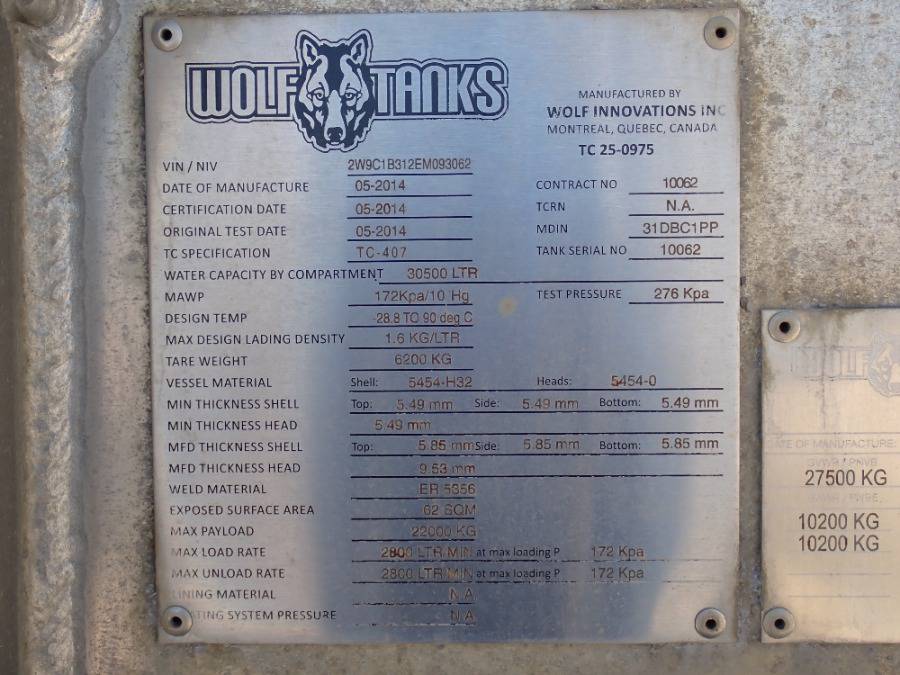 WOLF TANKS
MANUFACTURED BY
WOLF INNOVATIONS INC
MONTREAL, QUEBEC, CANADA
TC 25-0975
VIN / NIV 2W9C1B312EM093062
DATE OF MANUFACTURE 05-2014 CONTRACT NO 10062
CERTIFICATION DATE 05-2014 TCRN N.A.
ORIGINAL TEST DATE 05-2014 MDIN 31DBC1PP
TC SPECIFICATION TC-407 TANK SERIAL NO 10062
WATER CAPACITY BY COMPARTMENT 30500 LTR
MAWP 172Kpa/10 Hg TEST PRESSURE 276 Kpa
DESIGN TEMP -28.8 TO 90 deg C
MAX DESIGN LADING DENSITY 1.6 KG/LTR
TARE WEIGHT 6200 KG
VESSEL MATERIAL Shell: 5454-H32 Heads: 5454-0
MIN THICKNESS SHELL Top: 5.49 mm Side: 5.49 mm Bottom: 5.49 mm
MIN THICKNESS HEAD 5.49 mm
MFD THICKNESS SHELL Top: 5.85 mm Side: 5.85 mm Bottom: 5.85 mm
MFD THICKNESS HEAD 9.53 mm
WELD MATERIAL ER 5356
EXPOSED SURFACE AREA 62 SQM
MAX PAYLOAD 22000 KG
MAX LOAD RATE 2800 LTR/MIN at max loading P 172 Kpa
MAX UNLOAD RATE 2800 LTR/MIN at max loading P 172 Kpa
LINING MATERIAL N.A
ATING SYSTEM PRESSURE N.A
WOLF
TE OF MANUFACTURE:
27500 KG
10200 KG
10200 KG